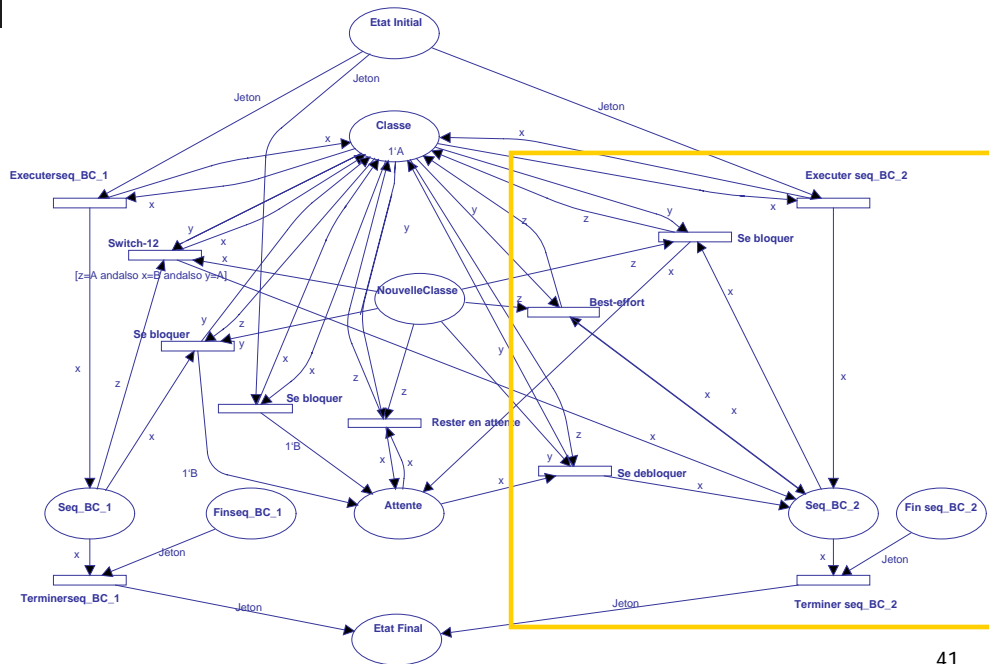 Etat Initial
Jeton
Jeton
Jeton
Classe
1'A
x
x
Executerseq_BC_1
Executer seq_BC_2
x
x
y
z
y
z
y
y
Switch-12
x
x
Se bloquer
[z=A andalso x=B andalso y=A]
z
x
x
NouvelleClasse
z
Best-effort
y
z
Se bloquer
y
y
x
x
x
z
z
x
z
x
x
Se bloquer
Rester en attente
x
x
1'B
z
y
x
x
1'B
x
x
Se debloquer
x
x
Seq_BC_1
Finseq_BC_1
Attente
Seq_BC_2
Fin seq_BC_2
x
Jeton
x
Jeton
Terminerseq_BC_1
Jeton
Jeton
Terminer seq_BC_2
Etat Final
41